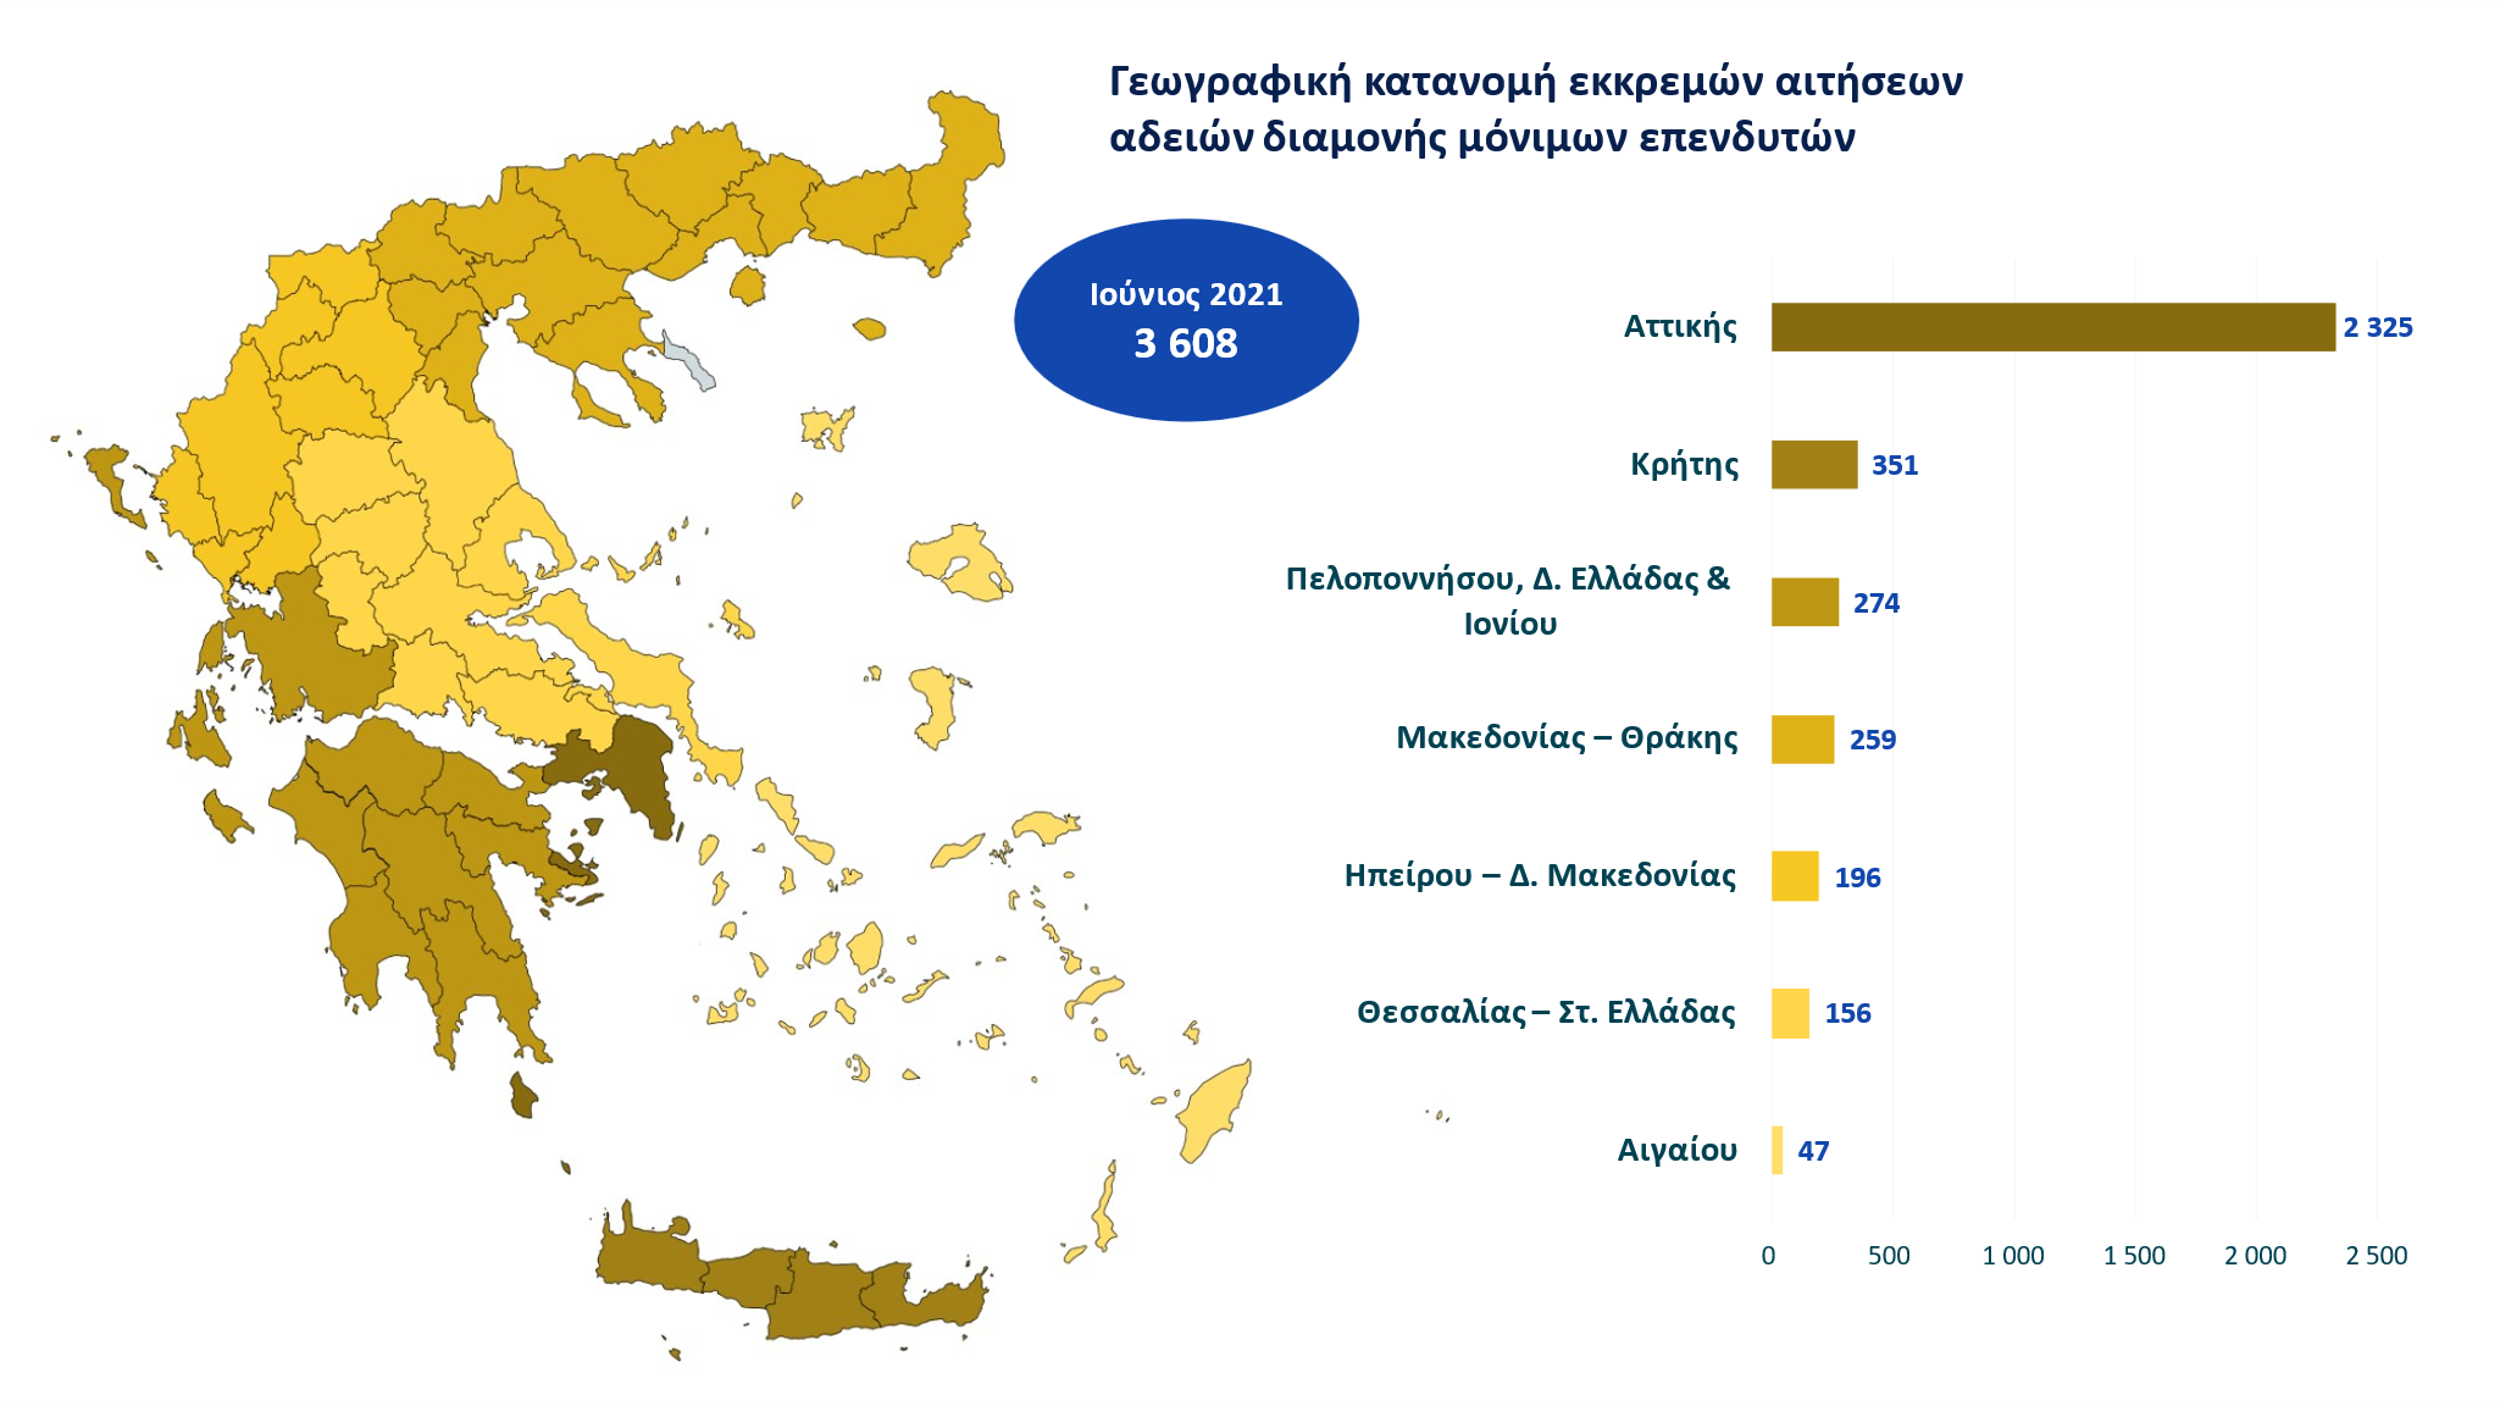 Γεωγραφική κατανομή εκκρεμών αιτήσεων
αδειών διαμονής μόνιμων επενδυτών
Ιούνιος 2021
3 608
Αττικής
2 325
Κρήτης
351
Πελοποννήσου, Δ. Ελλάδας &
Ιονίου
274
Μακεδονίας – Θράκης
259
Ηπείρου – Δ. Μακεδονίας
196
Θεσσαλίας – Στ. Ελλάδας
156
Αιγαίου
47
0 500 1 000 1 500 2 000 2 500